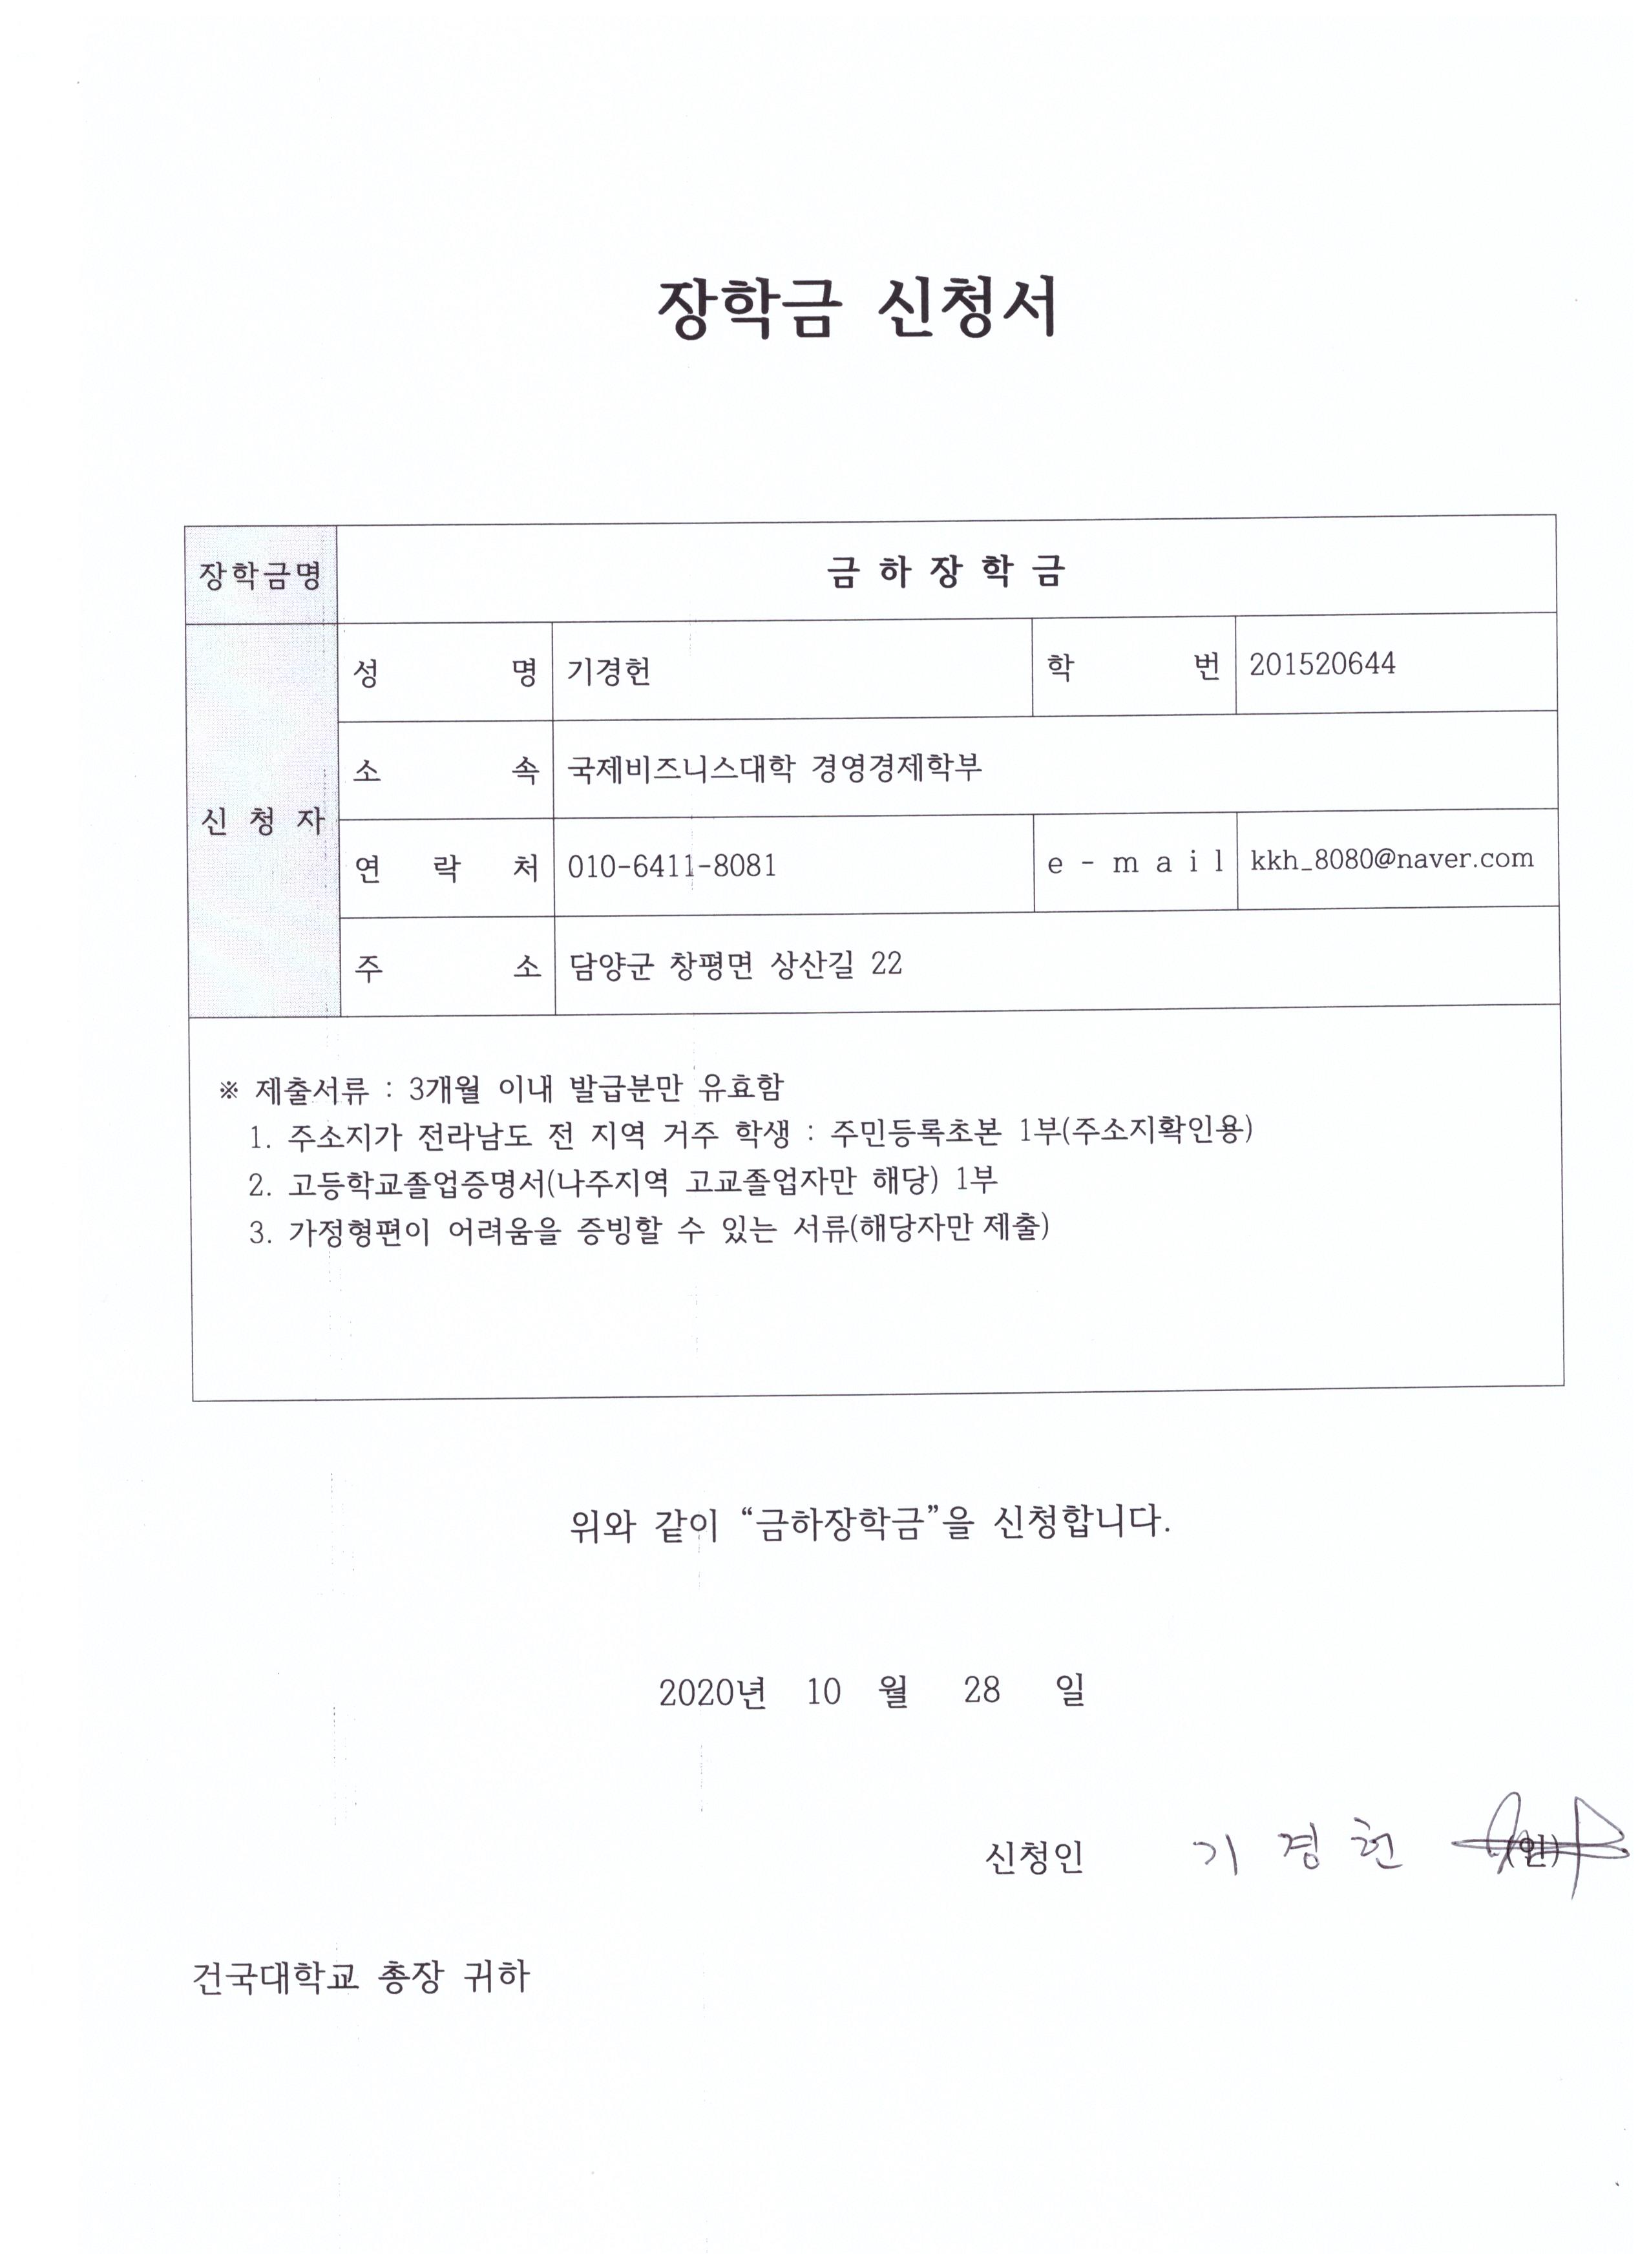 장학금 신청서
장학금명 금 하 장 학 금
신 청 자
성 명 기경헌 학 번 201520644
소 속 국제비즈니스대학 경영경제학부
연 락 처 010-6411-8081 e - m a i l kkh_8080@naver.com
주 소 담양군 창평면 상산길 22
※ 제출서류 : 3개월 이내 발급분만 유효함
1. 주소지가 전라남도 전 지역 거주 학생 : 주민등록초본 1부(주소지확인용)
2. 고등학교졸업증명서(나주지역 고교졸업자만 해당) 1부
3. 가정형편이 어려움을 증빙할 수 있는 서류(해당자만 제출)
위와 같이 “금하장학금”을 신청합니다.
2020년 10 월 28 일
신청인 기 경 헌 (인)
건국대학교 총장 귀하